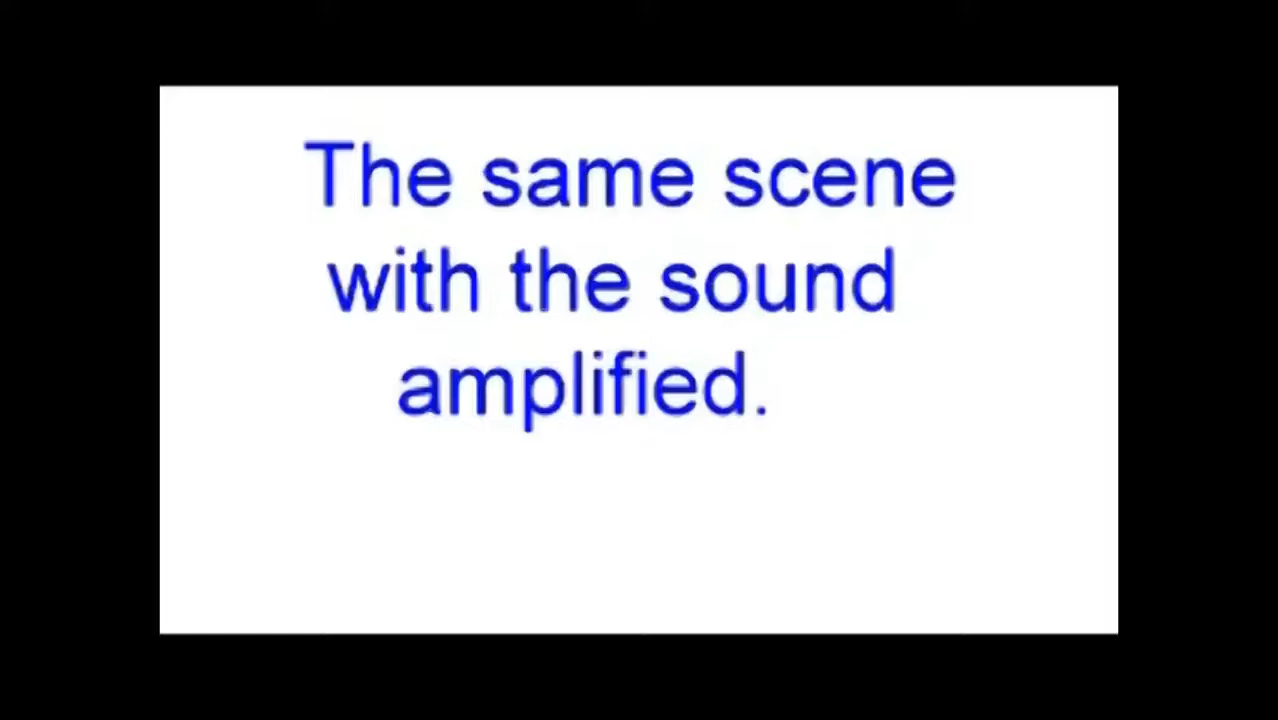 The same scene
with the sound
amplified.